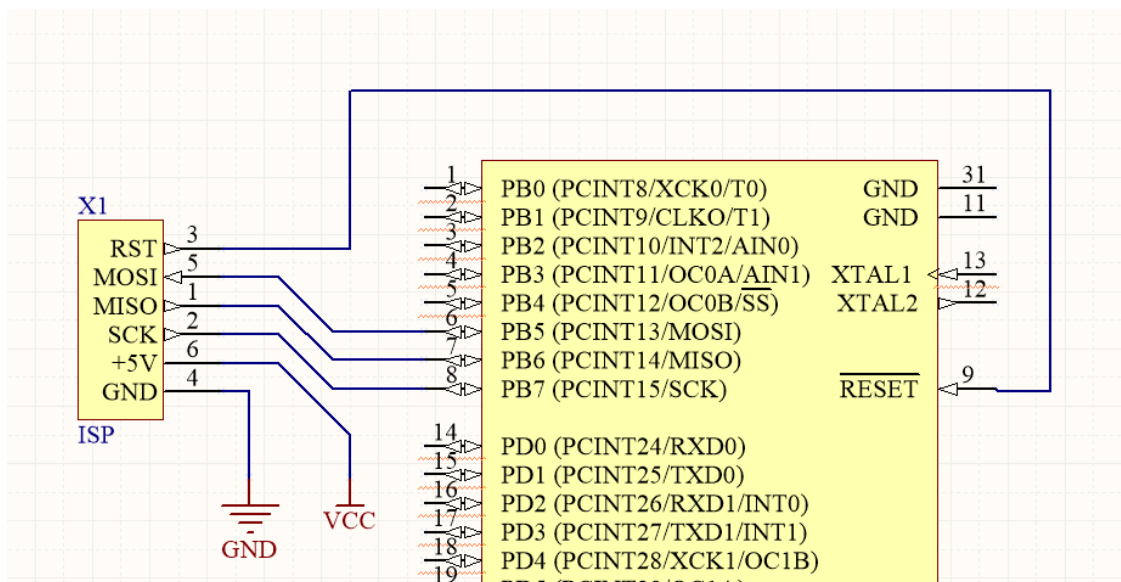 X1
RST 3
MOSI 5
MISO 1
SCK 2
+5V 6
GND 4
ISP
GND
VCC
1 PB0 (PCINT8/XCK0/T0)
2 PB1 (PCINT9/CLKO/T1)
3 PB2 (PCINT10/INT2/AIN0)
4 PB3 (PCINT11/OC0A/AIN1)
5 PB4 (PCINT12/OC0B/SS)
6 PB5 (PCINT13/MOSI)
7 PB6 (PCINT14/MISO)
8 PB7 (PCINT15/SCK)
14 PD0 (PCINT24/RXD0)
15 PD1 (PCINT25/TXD0)
16 PD2 (PCINT26/RXD1/INT0)
17 PD3 (PCINT27/TXD1/INT1)
18 PD4 (PCINT28/XCK1/OC1B)
19
GND 31
GND 11
XTAL1 13
XTAL2 12
RESET 9